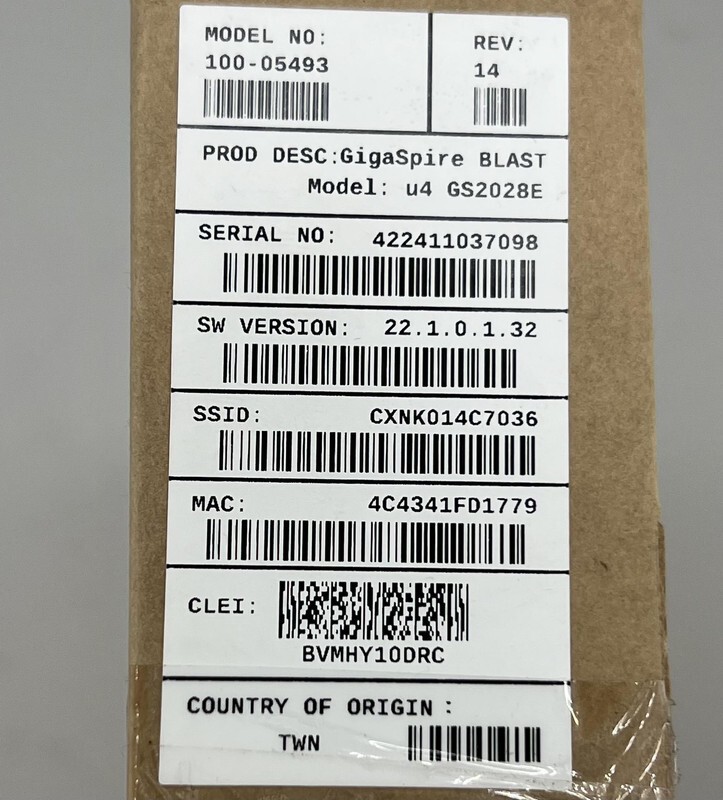 MODEL NO:
100-05493
REV:
14
PROD DESC:GigaSpire BLAST
Model: u4 GS2028E
SERIAL NO: 422411037098
SW VERSION: 22.1.0.1.32
SSID: CXNK014C7036
MAC: 4C4341FD1779
CLEI:
BVMHY10DRC
COUNTRY OF ORIGIN :
TWN